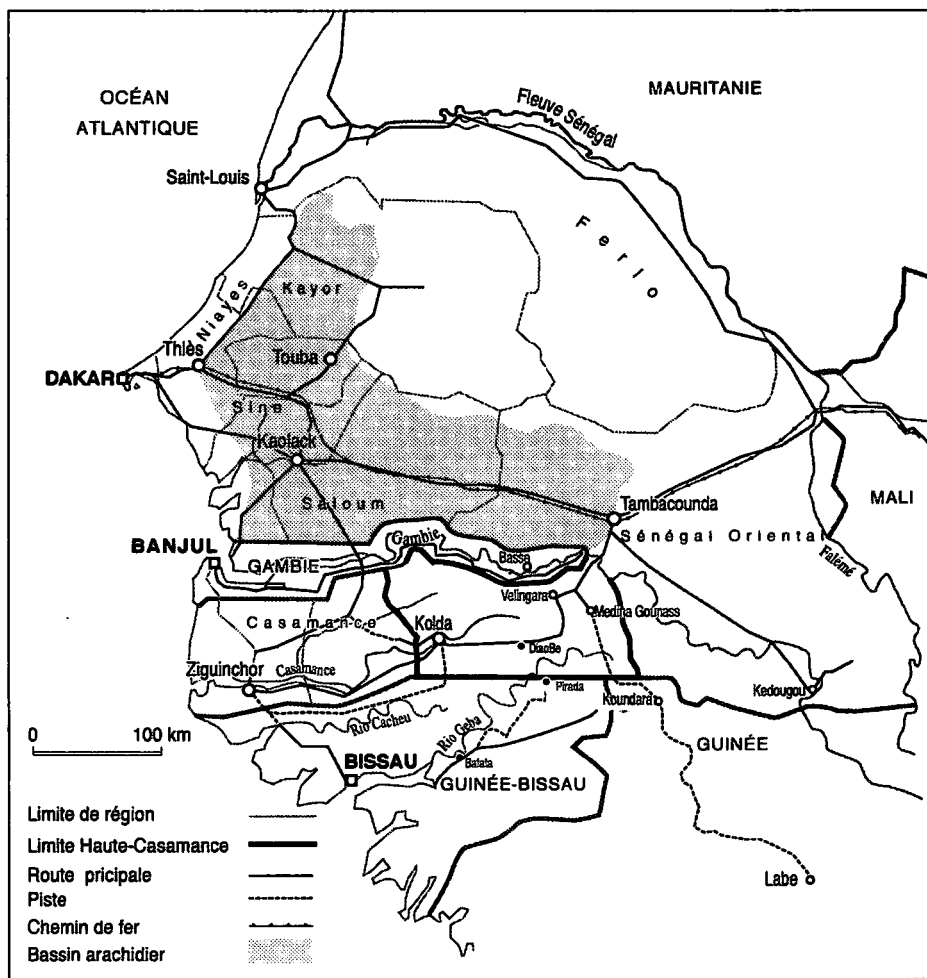 OCÉAN
ATLANTIQUE
MAURITANIE
Fleuve Sénégal
Saint-Louis
Ferlo
Niayes
Kayor
Thiès
Touba
DAKAR
Sine
Kaolack
Saloum
Tambacounda
MALI
Sénégal Oriental
Gambie
BANJUL
Bassa
Falémé
GAMBIE
Velingara
Medina Gounass
Casamance
Kolda
DiaoBe
Ziguinchor
Casamance
Pirada
Koundara
Kedougou
Rio Cacheu
Rio Geba
0 100 km
GUINÉE
BISSAU
Bafata
GUINÉE-BISSAU
Limite de région
Limite Haute-Casamance
Route pricipale
Piste
Labe
Chemin de fer
Bassin arachidier